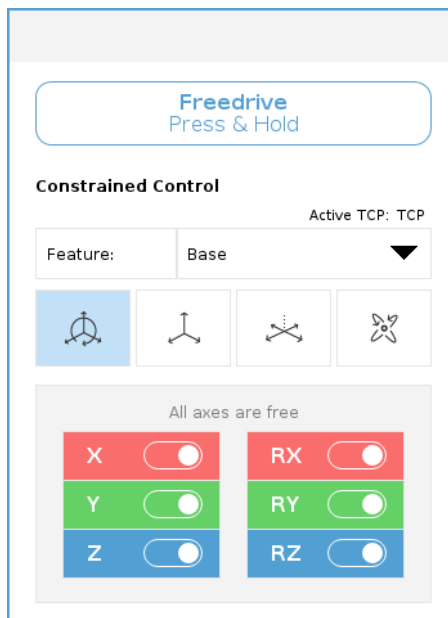 Freedrive
Press & Hold
Constrained Control
Active TCP: TCP
Feature: Base
All axes are free
X RX
Y RY
Z RZ